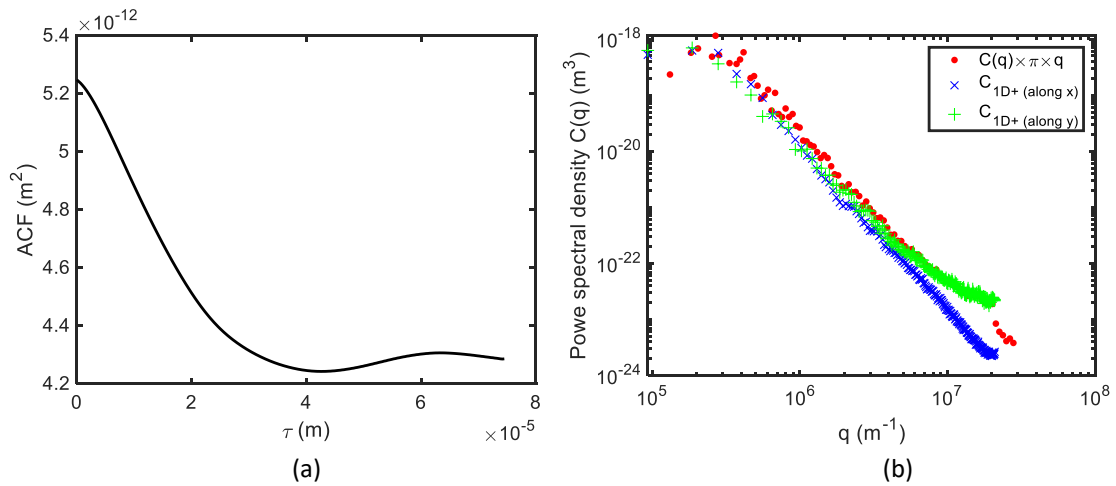 ×10⁻¹²
5.4
5.2
5
4.8
4.6
4.4
4.2
ACF (m²)
0 2 4 6 8
τ (m)
×10⁻⁵
(a)
10⁻¹⁸
10⁻²⁰
10⁻²²
10⁻²⁴
Powe spectral density C(q) (m³)
C(q)×π×q
C1D+ (along x)
C1D+ (along y)
10⁵ 10⁶ 10⁷ 10⁸
q (m⁻¹)
(b)